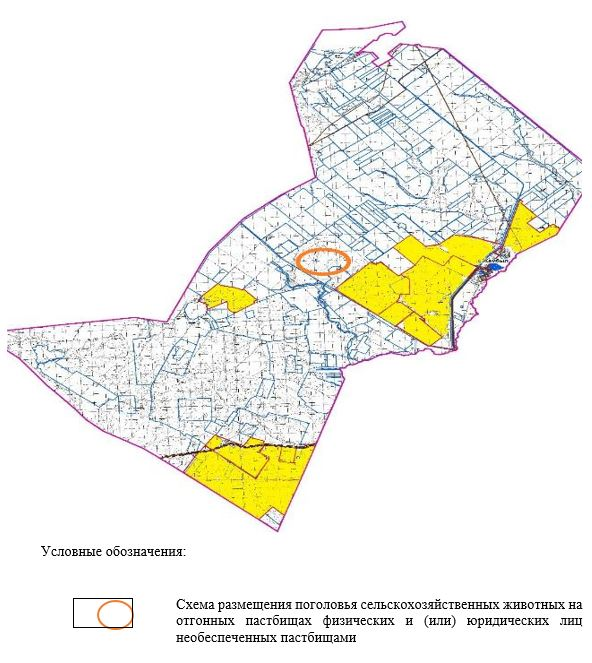 Условные обозначения:
Схема размещения поголовья сельскохозяйственных животных на
отгонных пастбищах физических и (или) юридических лиц
необеспеченных пастбищами